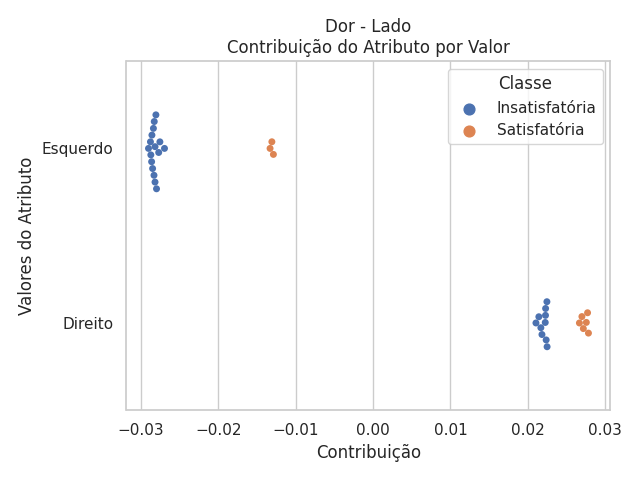 Dor - Lado
Contribuição do Atributo por Valor
Classe
Insatisfatória
Satisfatória
Valores do Atributo
Esquerdo
Direito
−0.03 −0.02 −0.01 0.00 0.01 0.02 0.03
Contribuição